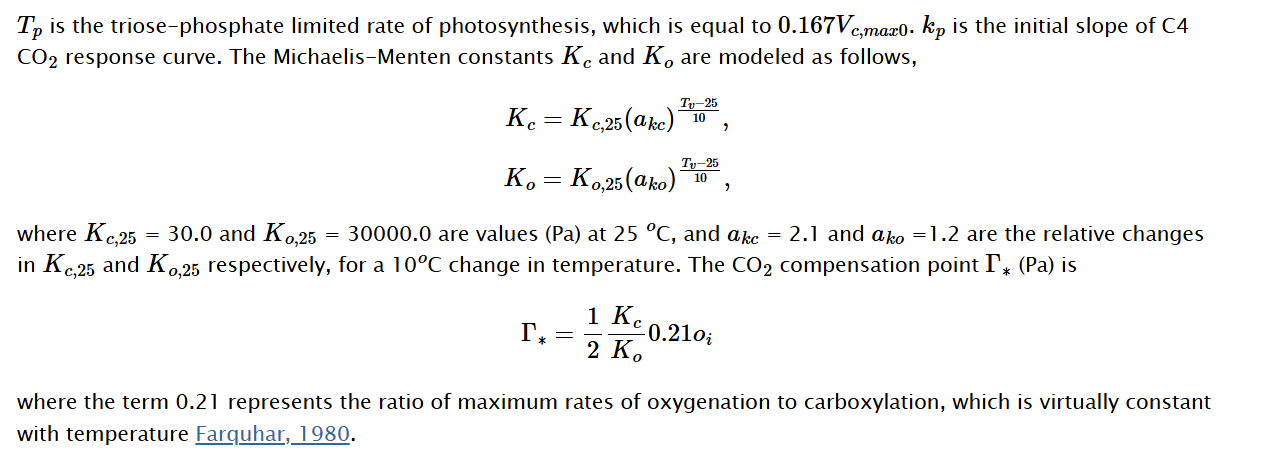 T_p is the triose-phosphate limited rate of photosynthesis, which is equal to 0.167V_{c,max0}. k_p is the initial slope of C4
CO_2 response curve. The Michaelis-Menten constants K_c and K_o are modeled as follows,
K_c = K_{c,25}(a_{kc})^{\frac{T_v-25}{10}},
K_o = K_{o,25}(a_{ko})^{\frac{T_v-25}{10}},
where K_{c,25} = 30.0 and K_{o,25} = 30000.0 are values (Pa) at 25 ^oC, and a_{kc} = 2.1 and a_{ko} =1.2 are the relative changes
in K_{c,25} and K_{o,25} respectively, for a 10^oC change in temperature. The CO_2 compensation point Γ_* (Pa) is
Γ_* = \frac{1}{2} \frac{K_c}{K_o} 0.21o_i
where the term 0.21 represents the ratio of maximum rates of oxygenation to carboxylation, which is virtually constant
with temperature Farquhar, 1980.